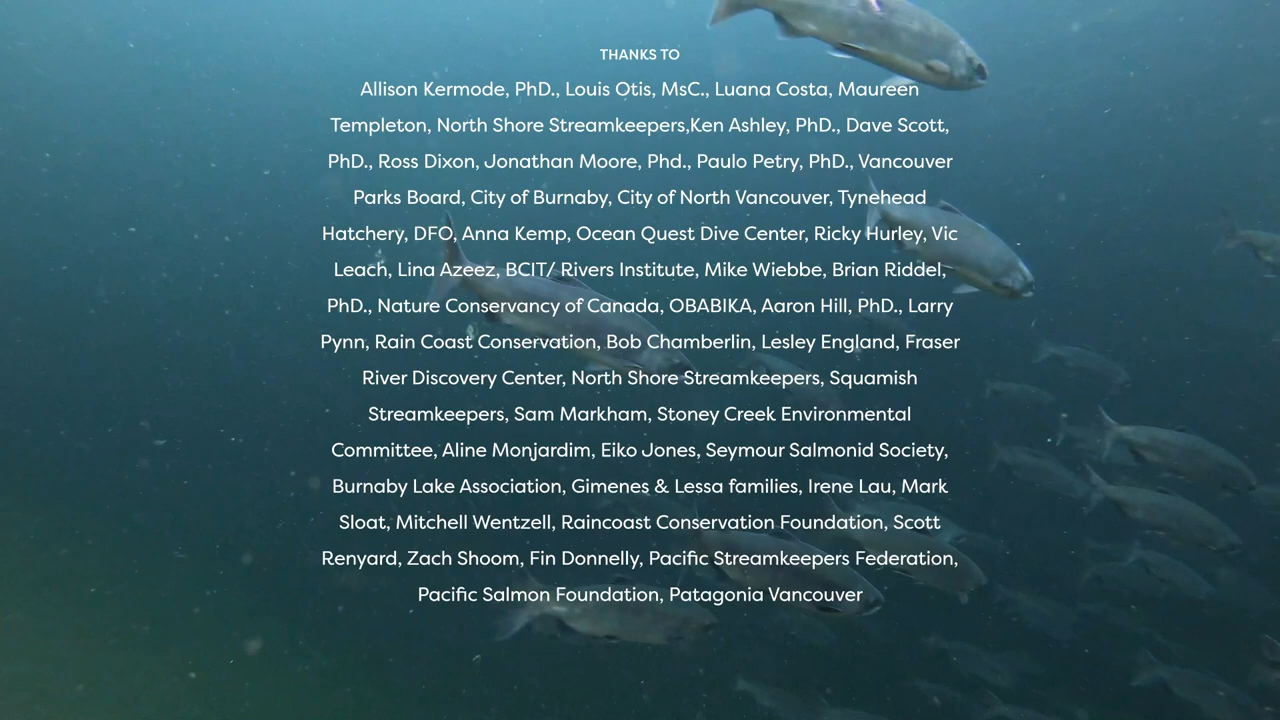 THANKS TO
Allison Kermode, PhD., Louis Otis, MsC., Luana Costa, Maureen
Templeton, North Shore Streamkeepers,Ken Ashley, PhD., Dave Scott,
PhD., Ross Dixon, Jonathan Moore, Phd., Paulo Petry, PhD., Vancouver
Parks Board, City of Burnaby, City of North Vancouver, Tynehead
Hatchery, DFO, Anna Kemp, Ocean Quest Dive Center, Ricky Hurley, Vic
Leach, Lina Azeez, BCIT/ Rivers Institute, Mike Wiebbe, Brian Riddel,
PhD., Nature Conservancy of Canada, OBABIKA, Aaron Hill, PhD., Larry
Pynn, Rain Coast Conservation, Bob Chamberlin, Lesley England, Fraser
River Discovery Center, North Shore Streamkeepers, Squamish
Streamkeepers, Sam Markham, Stoney Creek Environmental
Committee, Aline Monjardim, Eiko Jones, Seymour Salmonid Society,
Burnaby Lake Association, Gimenes & Lessa families, Irene Lau, Mark
Sloat, Mitchell Wentzell, Raincoast Conservation Foundation, Scott
Renyard, Zach Shoom, Fin Donnelly, Pacific Streamkeepers Federation,
Pacific Salmon Foundation, Patagonia Vancouver